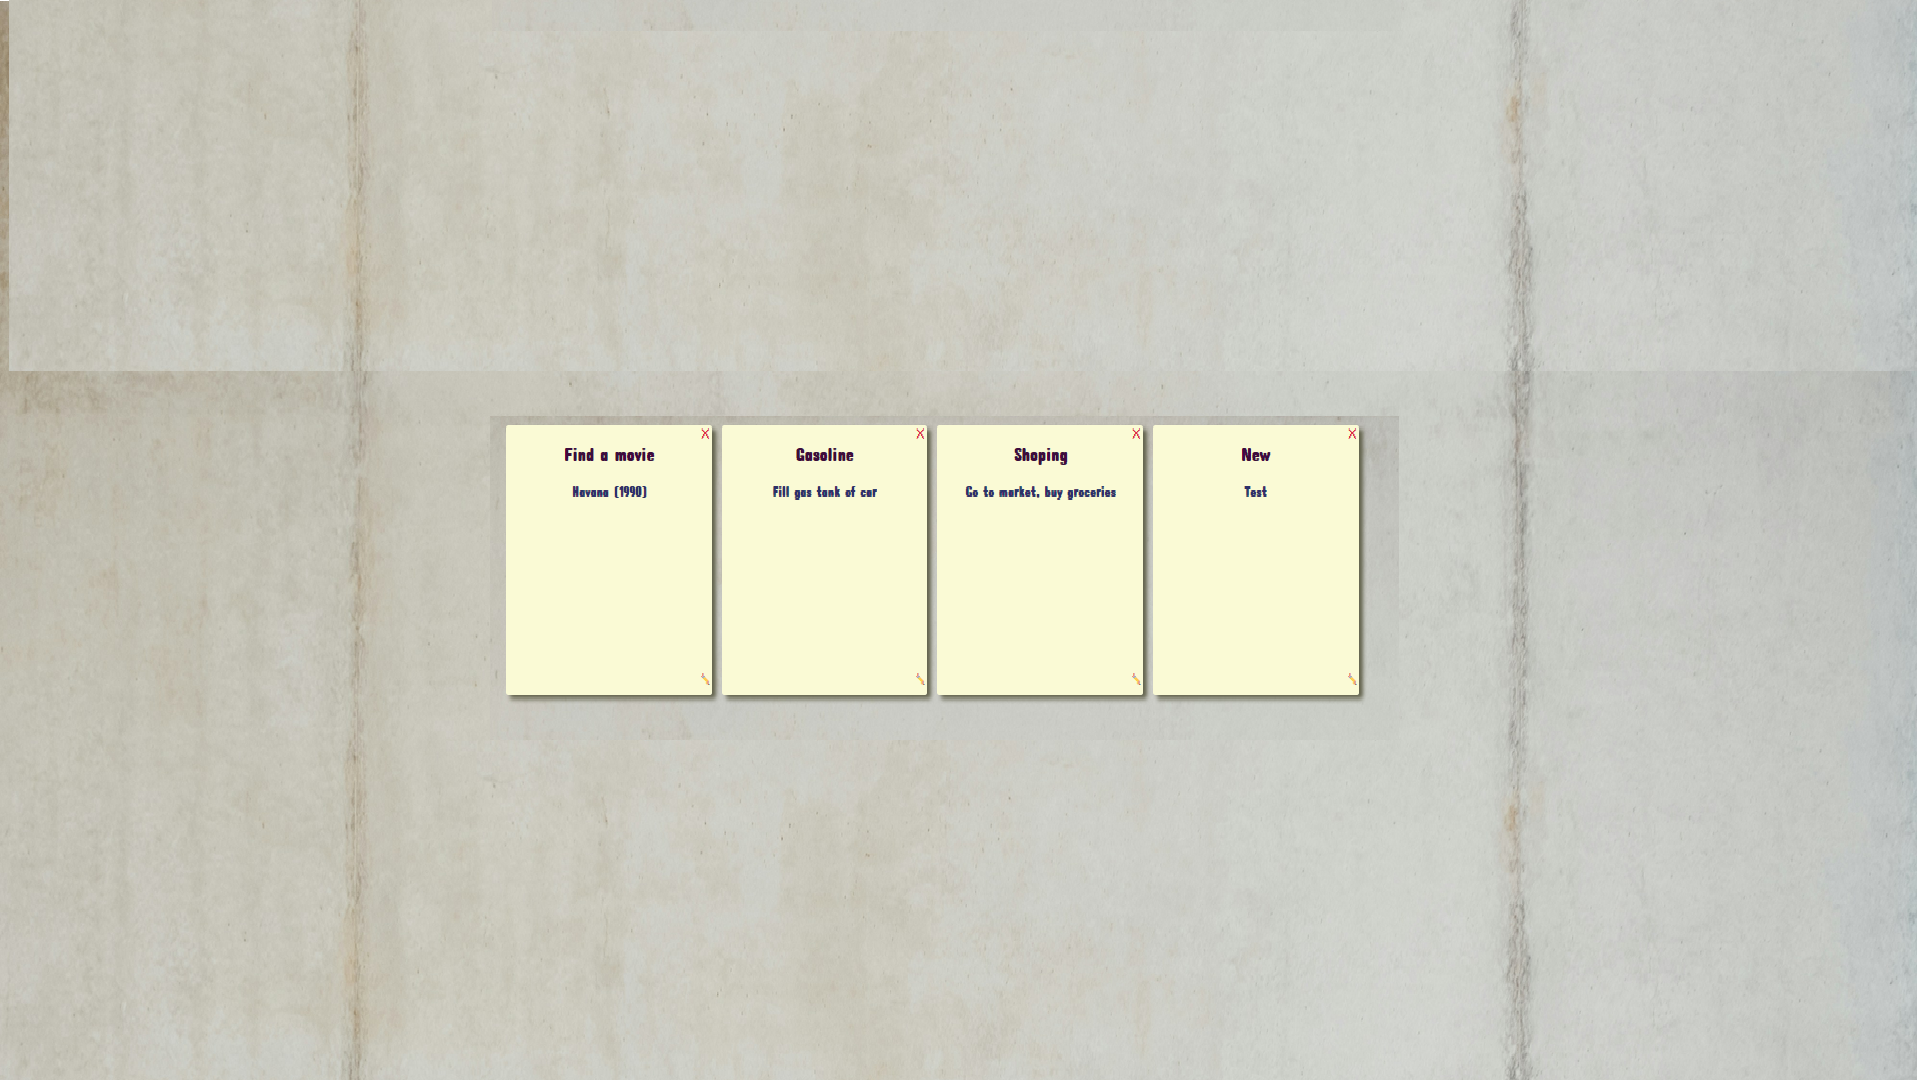 X
Find a movie
Havana (1990)
X
Gasoline
Fill gas tank of car
X
Shoping
Go to market, buy groceries
X
New
Test